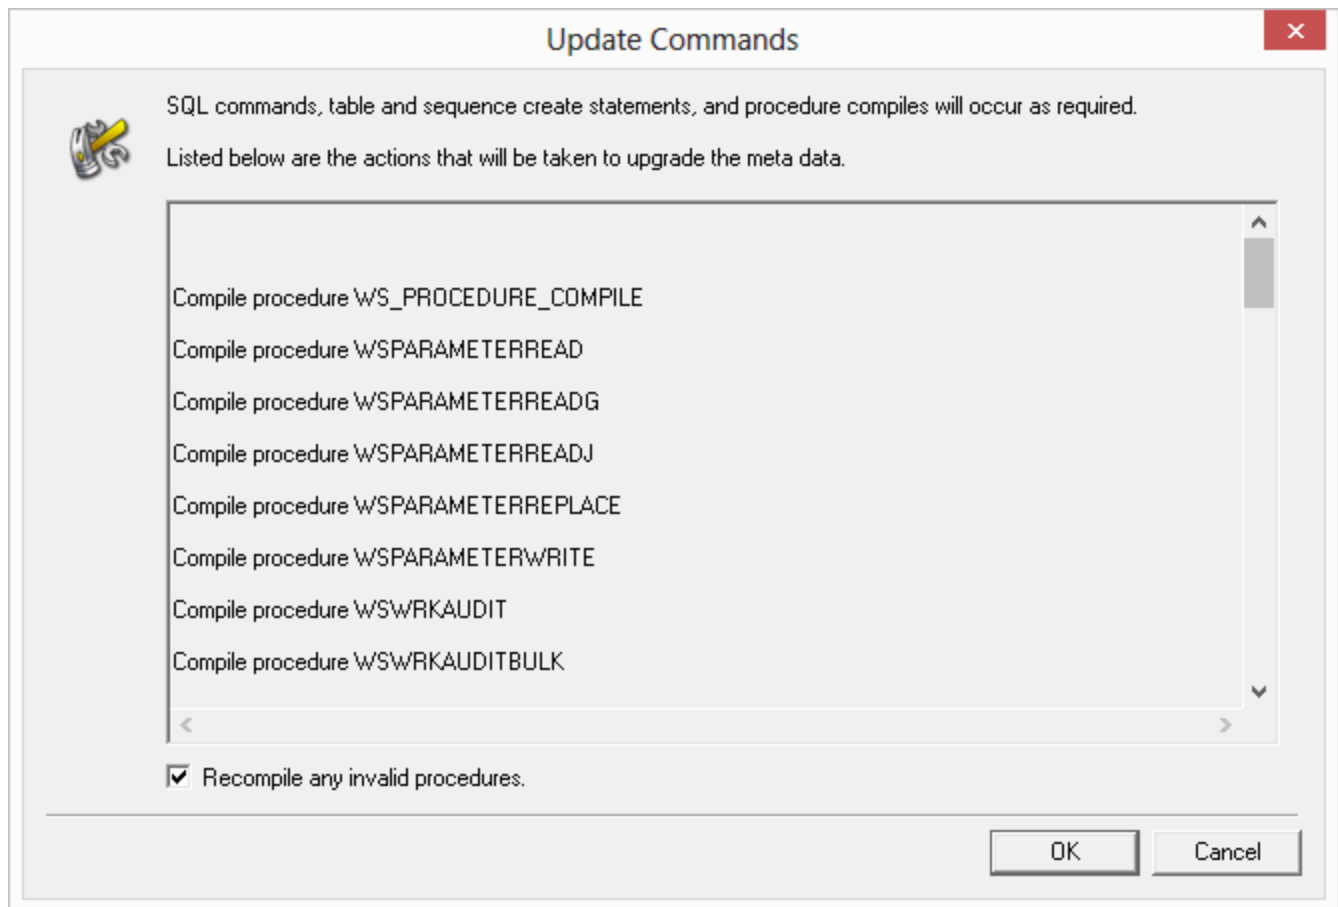 Update Commands
SQL commands, table and sequence create statements, and procedure compiles will occur as required.
Listed below are the actions that will be taken to upgrade the meta data.
Compile procedure WS_PROCEDURE_COMPILE
Compile procedure WSPARAMETERREAD
Compile procedure WSPARAMETERREADG
Compile procedure WSPARAMETERREADJ
Compile procedure WSPARAMETERREPLACE
Compile procedure WSPARAMETERWRITE
Compile procedure WSWRKAUDIT
Compile procedure WSWRKAUDITBULK
Recompile any invalid procedures.
OK Cancel